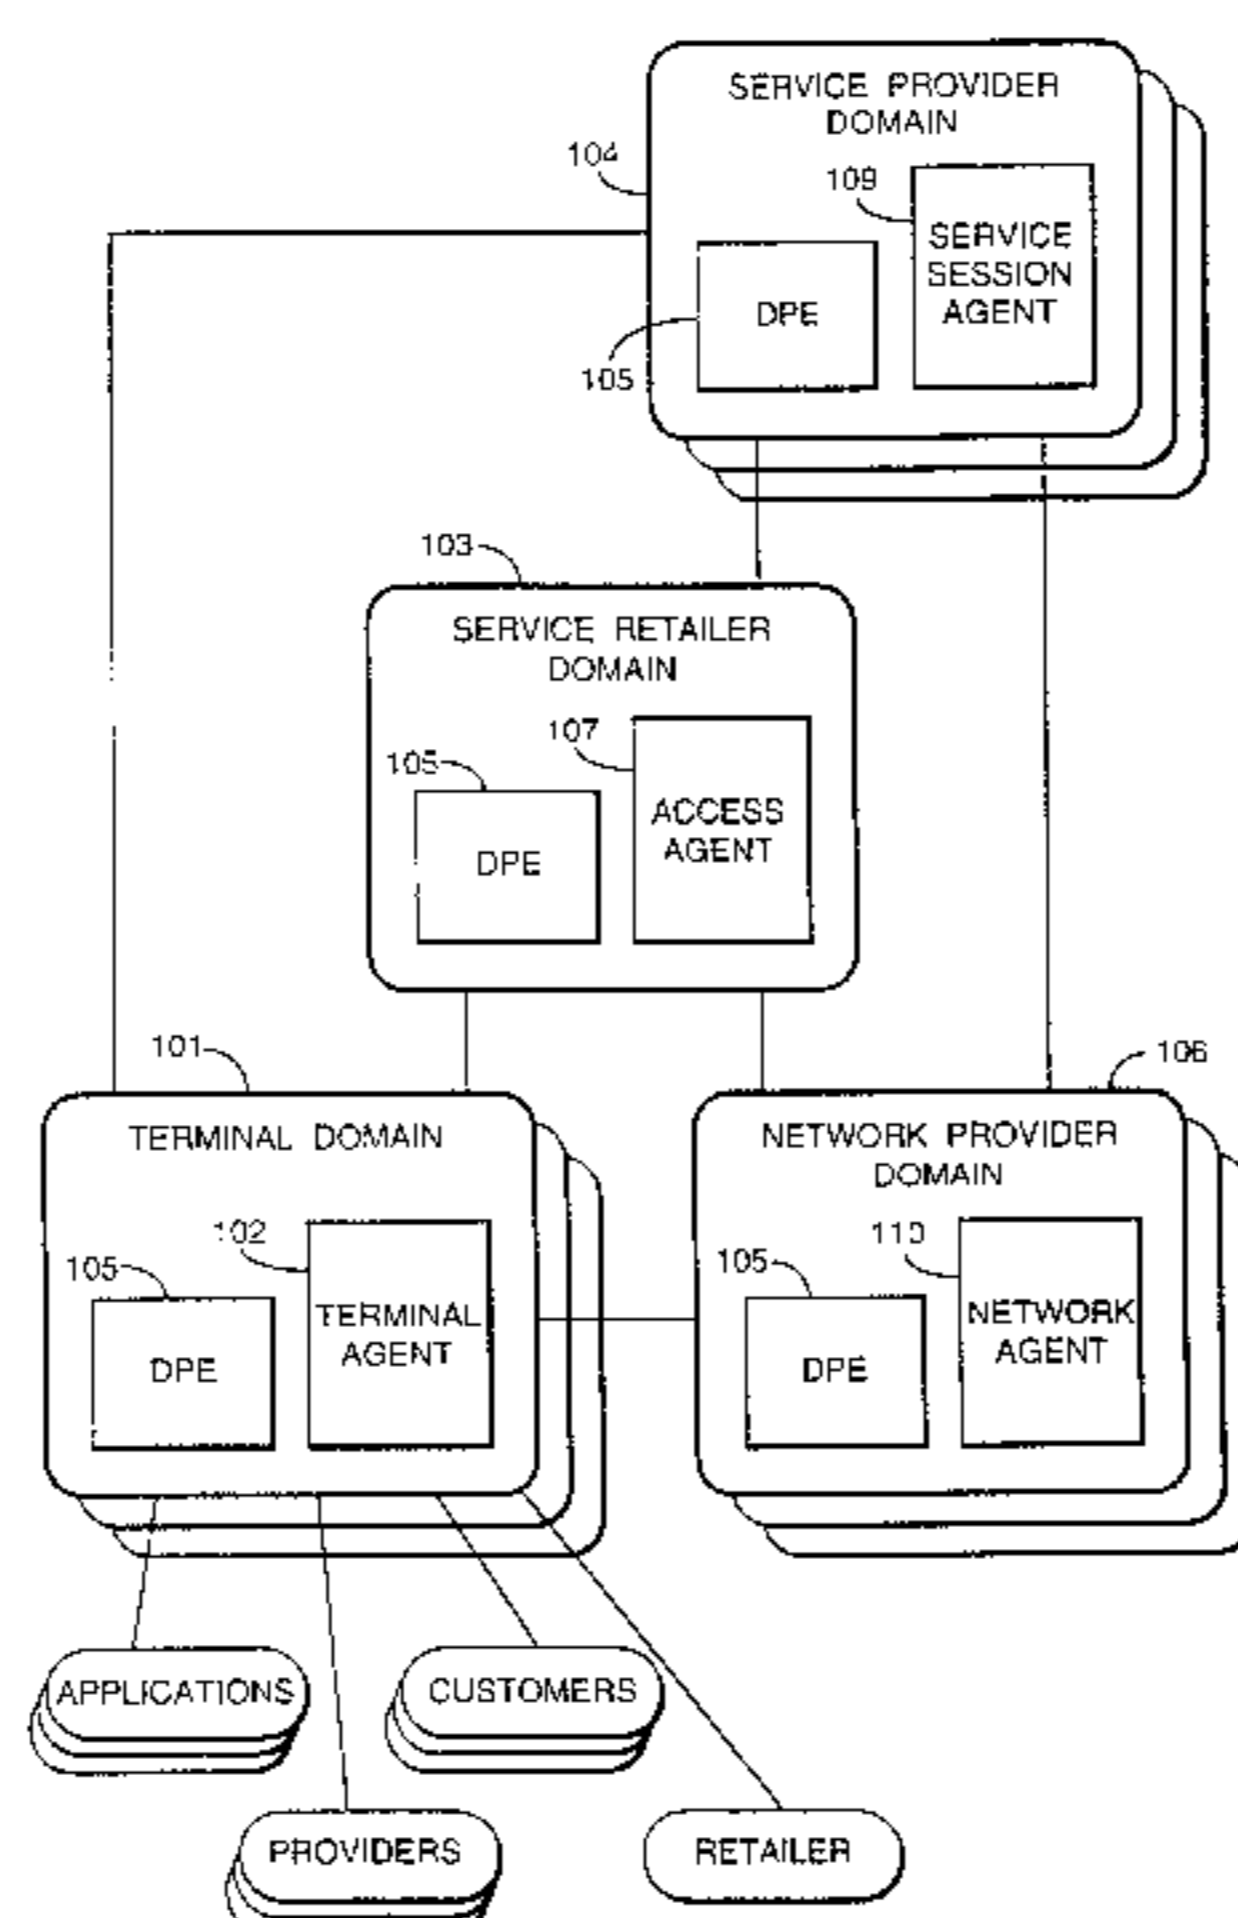 SERVICE PROVIDER
DOMAIN
104
109
SERVICE
SESSION
AGENT
DPE
105
103
SERVICE RETAILER
DOMAIN
107
105
ACCESS
AGENT
DPE
101
106
TERMINAL DOMAIN
NETWORK PROVIDER
DOMAIN
102
105
TERMINAL
AGENT
DPE
110
105
NETWORK
AGENT
DPE
APPLICATIONS
CUSTOMERS
PROVIDERS
RETAILER